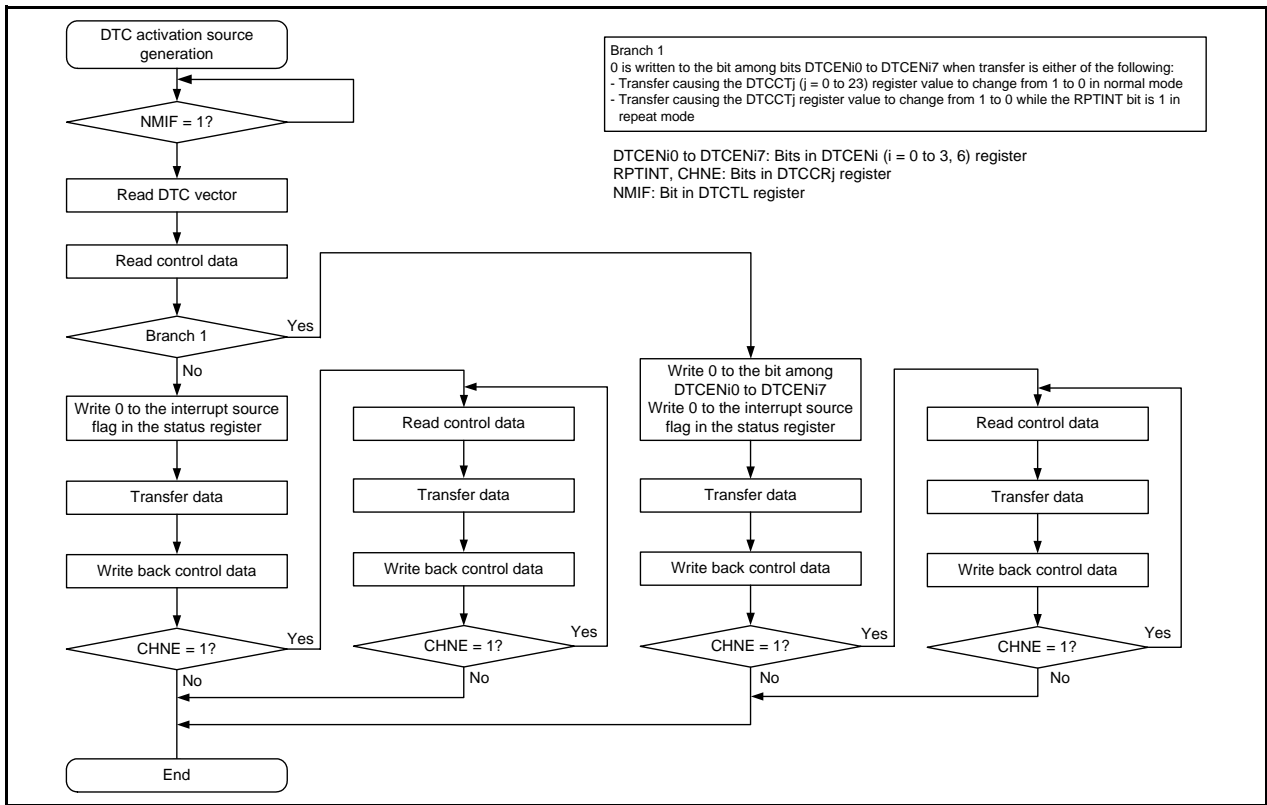 DTC activation source
generation
NMIF = 1?
Read DTC vector
Read control data
Branch 1
Yes
No
Write 0 to the interrupt source
flag in the status register
Transfer data
Write back control data
CHNE = 1?
Yes
No
End
Read control data
Transfer data
Write back control data
CHNE = 1?
Yes
No
Branch 1
0 is written to the bit among bits DTCENi0 to DTCENi7 when transfer is either of the following:
- Transfer causing the DTCCTj (j = 0 to 23) register value to change from 1 to 0 in normal mode
- Transfer causing the DTCCTj register value to change from 1 to 0 while the RPTINT bit is 1 in
repeat mode
DTCENi0 to DTCENi7: Bits in DTCENi (i = 0 to 3, 6) register
RPTINT, CHNE: Bits in DTCCRj register
NMIF: Bit in DTCTL register
Write 0 to the bit among
DTCENi0 to DTCENi7
Write 0 to the interrupt source
flag in the status register
Transfer data
Write back control data
CHNE = 1?
Yes
No
Read control data
Transfer data
Write back control data
CHNE = 1?
Yes
No